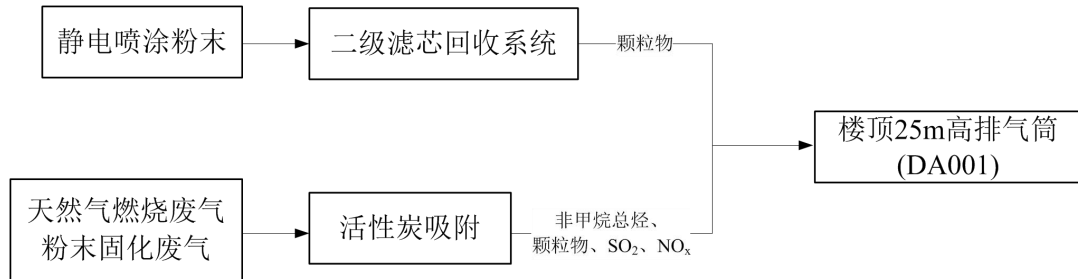 静电喷涂粉末
二级滤芯回收系统
颗粒物
楼顶25m高排气筒
(DA001)
天然气燃烧废气
粉末固化废气
活性炭吸附
非甲烷总烃、
颗粒物、SO₂、NOₓ